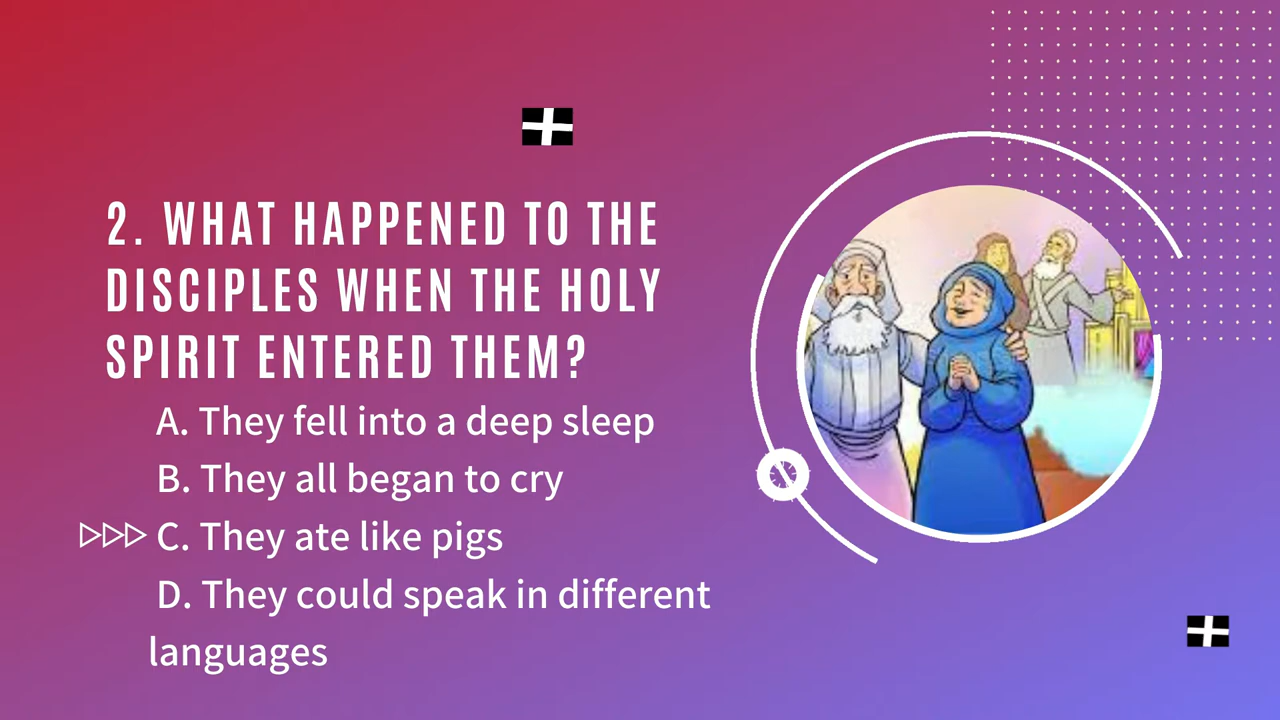 2. WHAT HAPPENED TO THE
DISCIPLES WHEN THE HOLY
SPIRIT ENTERED THEM?
A. They fell into a deep sleep
B. They all began to cry
C. They ate like pigs
D. They could speak in different
languages